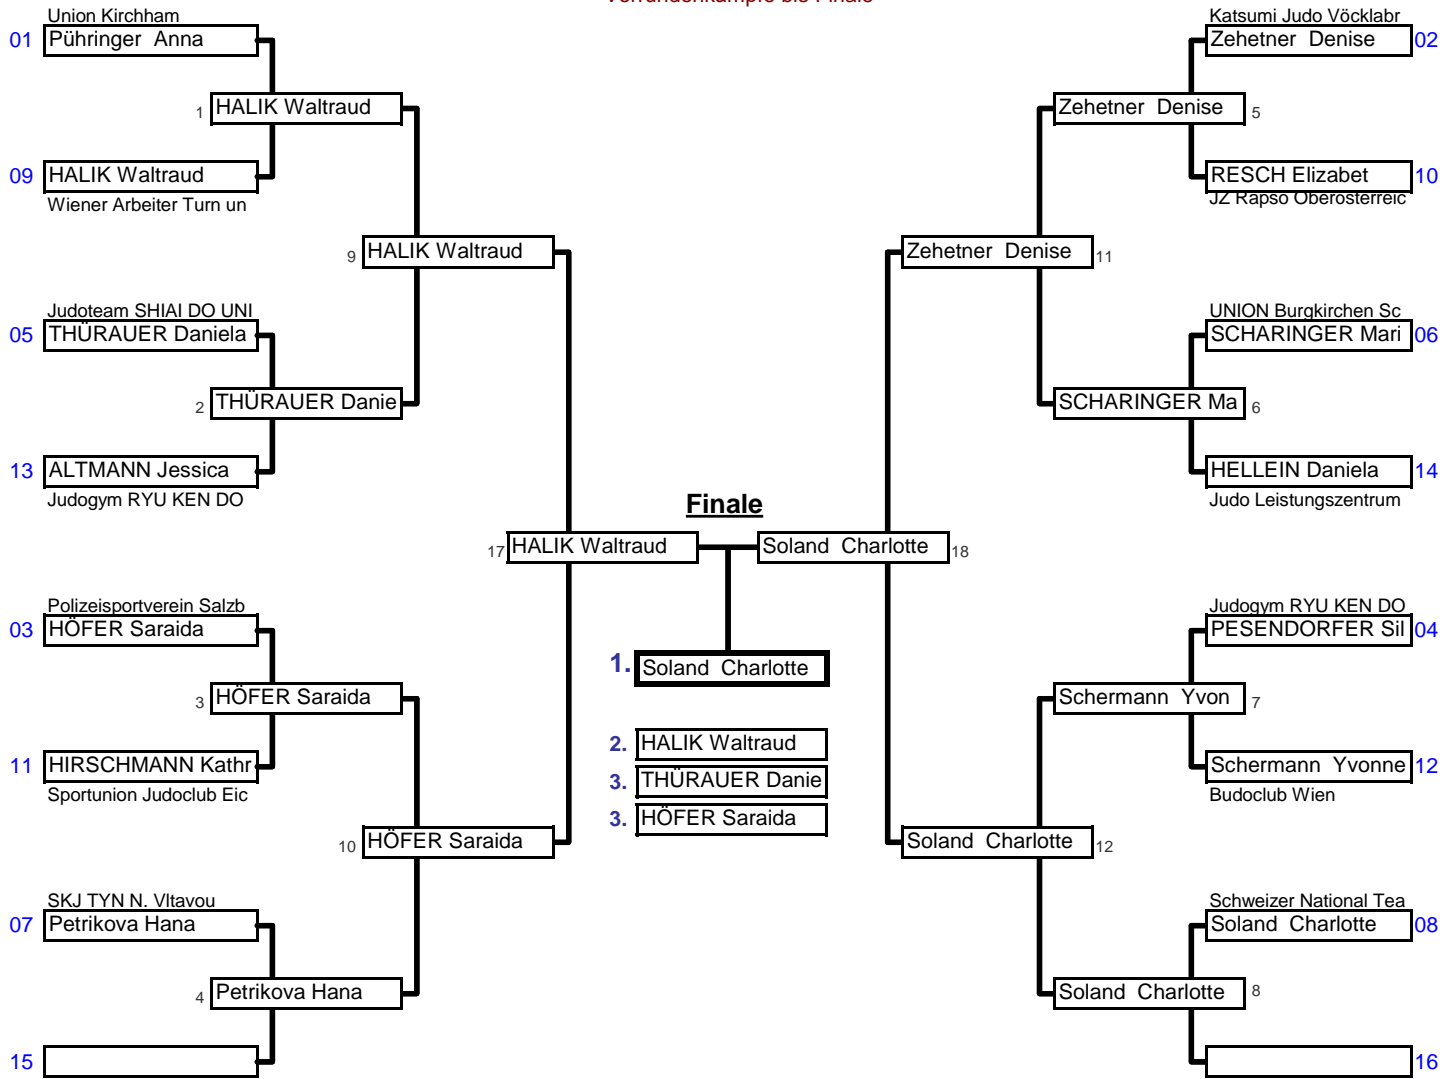 Vorrundenkämpfe bis Finale
Union Kirchham
01 Pühringer Anna
1 HALIK Waltraud
09 HALIK Waltraud
Wiener Arbeiter Turn un
9 HALIK Waltraud
Judoteam SHIAI DO UNI
05 THÜRAUER Daniela
2 THÜRAUER Danie
13 ALTMANN Jessica
Judogym RYU KEN DO
17 HALIK Waltraud
Polizeisportverein Salzb
03 HÖFER Saraida
3 HÖFER Saraida
11 HIRSCHMANN Kathr
Sportunion Judoclub Eic
10 HÖFER Saraida
SKJ TYN N. Vltavou
07 Petrikova Hana
4 Petrikova Hana
15
Finale
1. Soland Charlotte
2. HALIK Waltraud
3. THÜRAUER Danie
3. HÖFER Saraida
Katsumi Judo Vöcklabr
Zehetner Denise 02
Zehetner Denise 5
RESCH Elizabet 10
JZ Rapso Oberösterreic
Zehetner Denise 11
UNION Burgkirchen Sc
SCHARINGER Mari 06
SCHARINGER Ma 6
HELLEIN Daniela 14
Judo Leistungszentrum
Soland Charlotte 18
Judogym RYU KEN DO
PESENDORFER Sil 04
Schermann Yvon 7
Schermann Yvonne 12
Budoclub Wien
Soland Charlotte 12
Schweizer National Tea
Soland Charlotte 08
Soland Charlotte 8
16